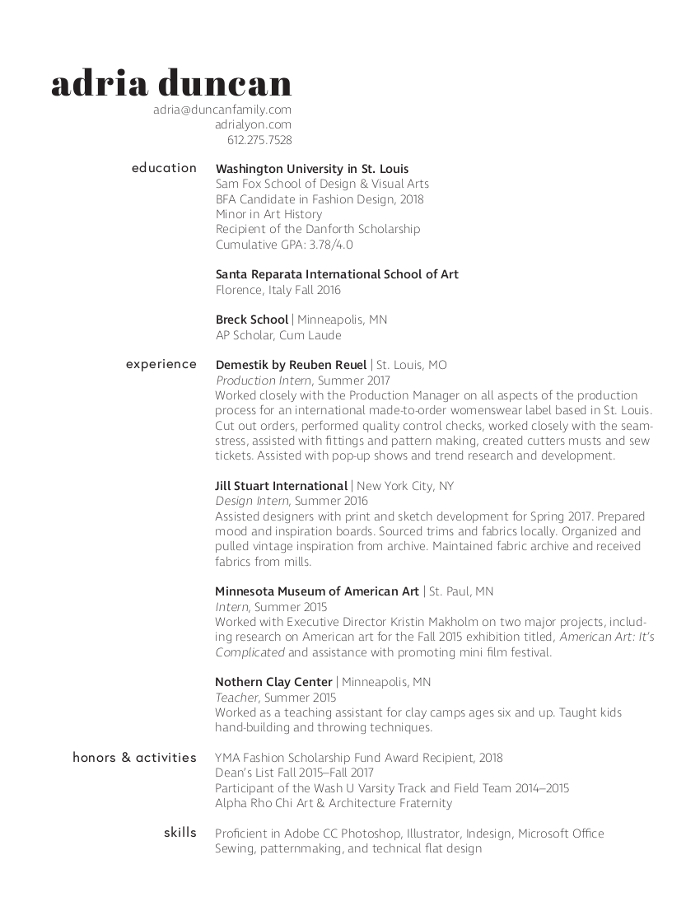 adria duncan
adria@duncanfamily.com
adrialyon.com
612.275.7528
education
Washington University in St. Louis
Sam Fox School of Design & Visual Arts
BFA Candidate in Fashion Design, 2018
Minor in Art History
Recipient of the Danforth Scholarship
Cumulative GPA: 3.78/4.0
Santa Reparata International School of Art
Florence, Italy Fall 2016
Breck School | Minneapolis, MN
AP Scholar, Cum Laude
experience
Demestik by Reuben Reuel | St. Louis, MO
Production Intern, Summer 2017
Worked closely with the Production Manager on all aspects of the production
process for an international made-to-order womenswear label based in St. Louis.
Cut out orders, performed quality control checks, worked closely with the seam-
stress, assisted with fittings and pattern making, created cutters musts and sew
tickets. Assisted with pop-up shows and trend research and development.
Jill Stuart International | New York City, NY
Design Intern, Summer 2016
Assisted designers with print and sketch development for Spring 2017. Prepared
mood and inspiration boards. Sourced trims and fabrics locally. Organized and
pulled vintage inspiration from archive. Maintained fabric archive and received
fabrics from mills.
Minnesota Museum of American Art | St. Paul, MN
Intern, Summer 2015
Worked with Executive Director Kristin Makholm on two major projects, includ-
ing research on American art for the Fall 2015 exhibition titled, American Art: It's
Complicated and assistance with promoting mini film festival.
Nothern Clay Center | Minneapolis, MN
Teacher, Summer 2015
Worked as a teaching assistant for clay camps ages six and up. Taught kids
hand-building and throwing techniques.
honors & activities
YMA Fashion Scholarship Fund Award Recipient, 2018
Dean's List Fall 2015–Fall 2017
Participant of the Wash U Varsity Track and Field Team 2014–2015
Alpha Rho Chi Art & Architecture Fraternity
skills
Proficient in Adobe CC Photoshop, Illustrator, Indesign, Microsoft Office
Sewing, patternmaking, and technical flat design